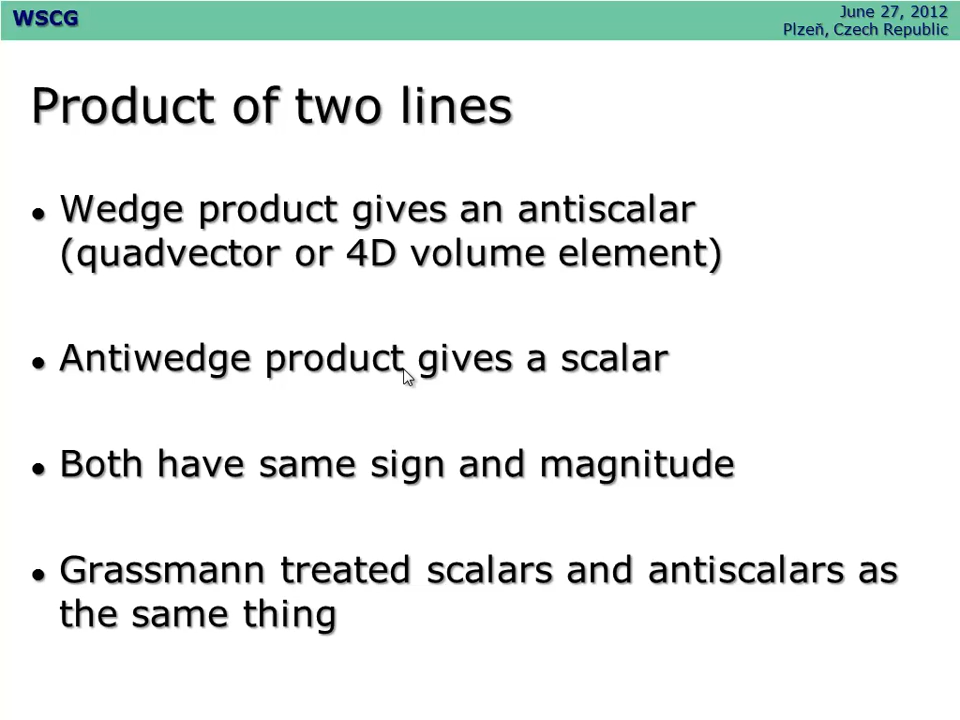 WSCG
June 27, 2012
Plzeň, Czech Republic
Product of two lines
• Wedge product gives an antiscalar
(quadvector or 4D volume element)
• Antiwedge product gives a scalar
• Both have same sign and magnitude
• Grassmann treated scalars and antiscalars as
the same thing